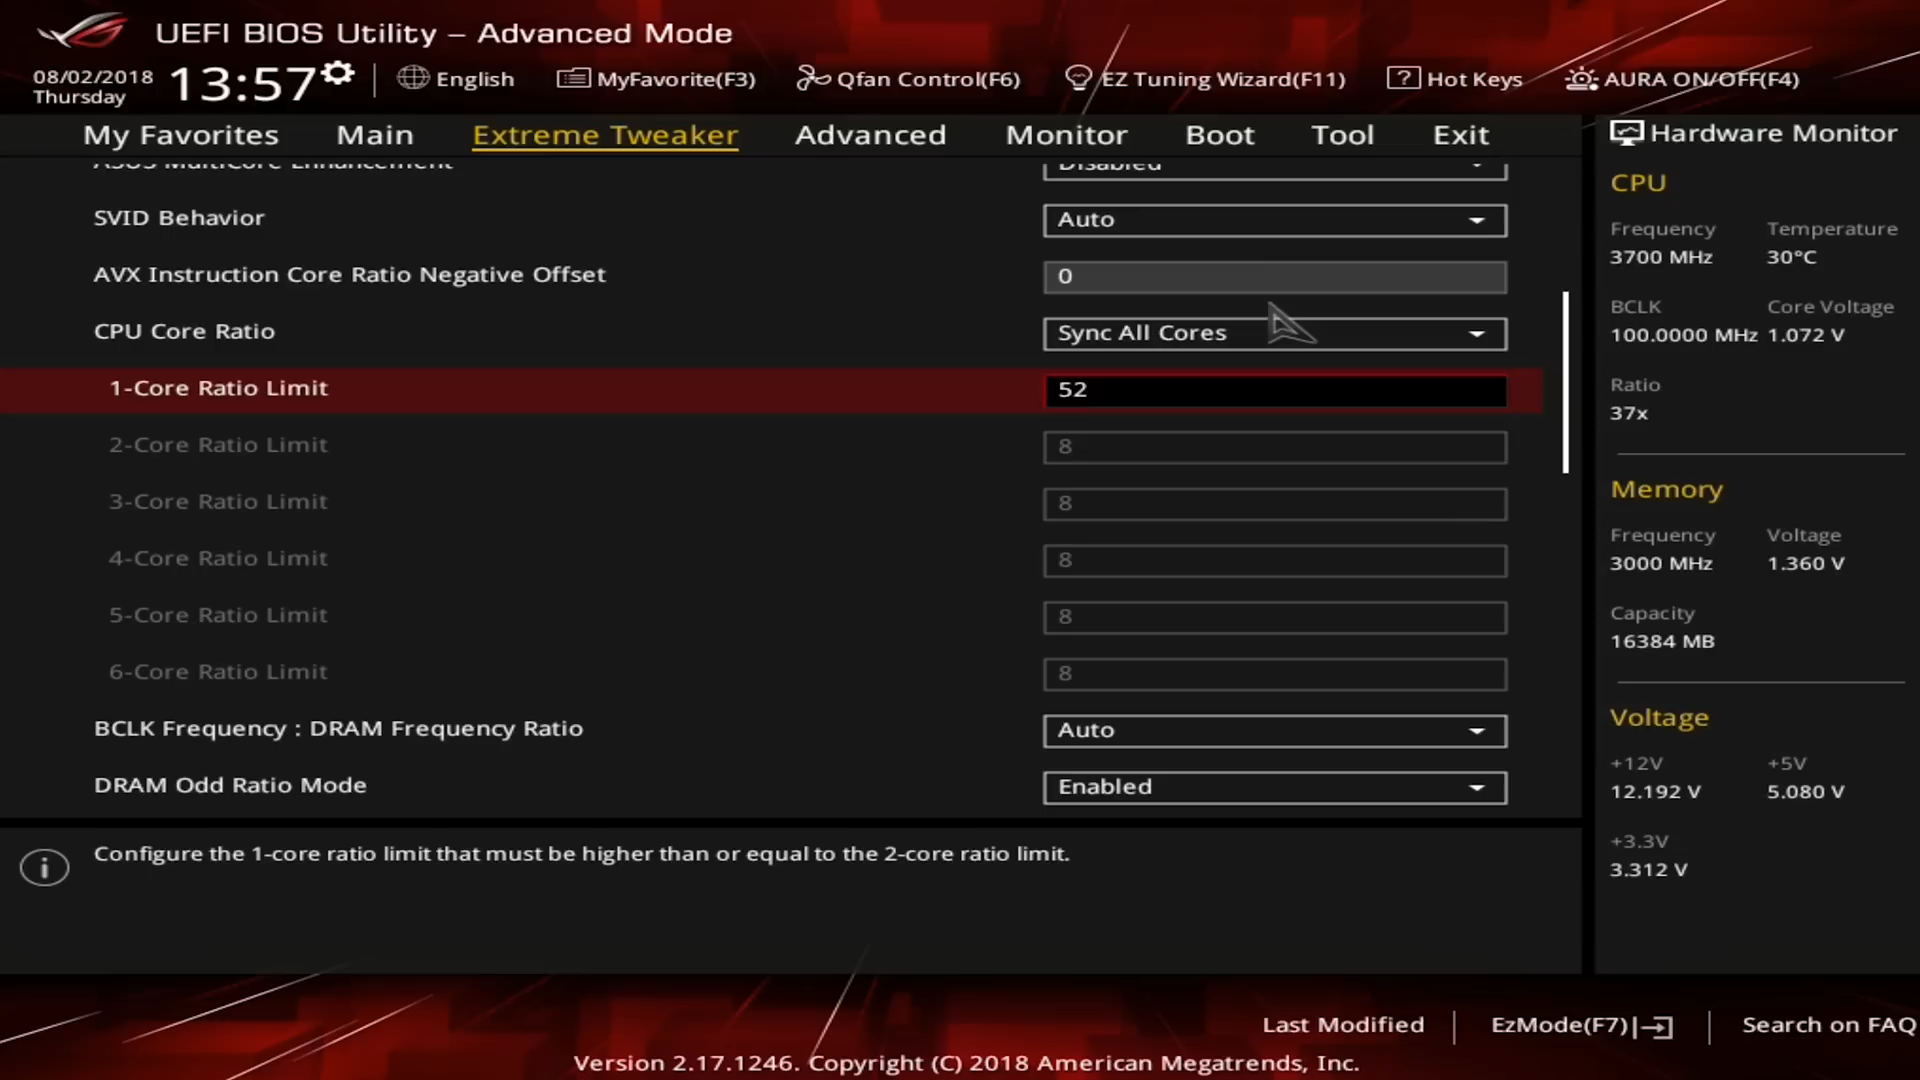 UEFI BIOS Utility – Advanced Mode
08/02/2018
Thursday
13:57
English
MyFavorite(F3)
Qfan Control(F6)
EZ Tuning Wizard(F11)
? Hot Keys
AURA ON/OFF(F4)
My Favorites
Main
Extreme Tweaker
Advanced
Monitor
Boot
Tool
Exit
ASUS MultiCore Enhancement
Disabled
SVID Behavior
Auto
AVX Instruction Core Ratio Negative Offset
0
CPU Core Ratio
Sync All Cores
1-Core Ratio Limit
52
2-Core Ratio Limit
8
3-Core Ratio Limit
8
4-Core Ratio Limit
8
5-Core Ratio Limit
8
6-Core Ratio Limit
8
BCLK Frequency : DRAM Frequency Ratio
Auto
DRAM Odd Ratio Mode
Enabled
i
Configure the 1-core ratio limit that must be higher than or equal to the 2-core ratio limit.
Hardware Monitor
CPU
Frequency Temperature
3700 MHz 30°C
BCLK Core Voltage
100.0000 MHz 1.072 V
Ratio
37x
Memory
Frequency Voltage
3000 MHz 1.360 V
Capacity
16384 MB
Voltage
+12V +5V
12.192 V 5.080 V
+3.3V
3.312 V
Last Modified
EzMode(F7)
Search on FAQ
Version 2.17.1246. Copyright (C) 2018 American Megatrends, Inc.